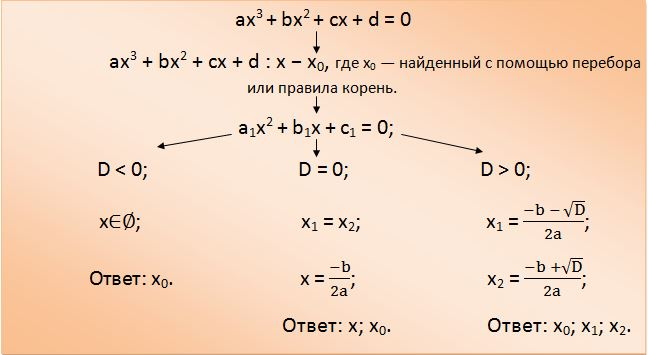 ax³ + bx² + cx + d = 0
ax³ + bx² + cx + d : x − x₀, где x₀ — найденный с помощью перебора
или правила корень.
a₁x² + b₁x + c₁ = 0;
D < 0; D = 0; D > 0;
x∈∅; x₁ = x₂; x₁ = (−b − √D)/2a;
Ответ: x₀. x = −b/2a; x₂ = (−b +√D)/2a;
Ответ: x; x₀. Ответ: x₀; x₁; x₂.